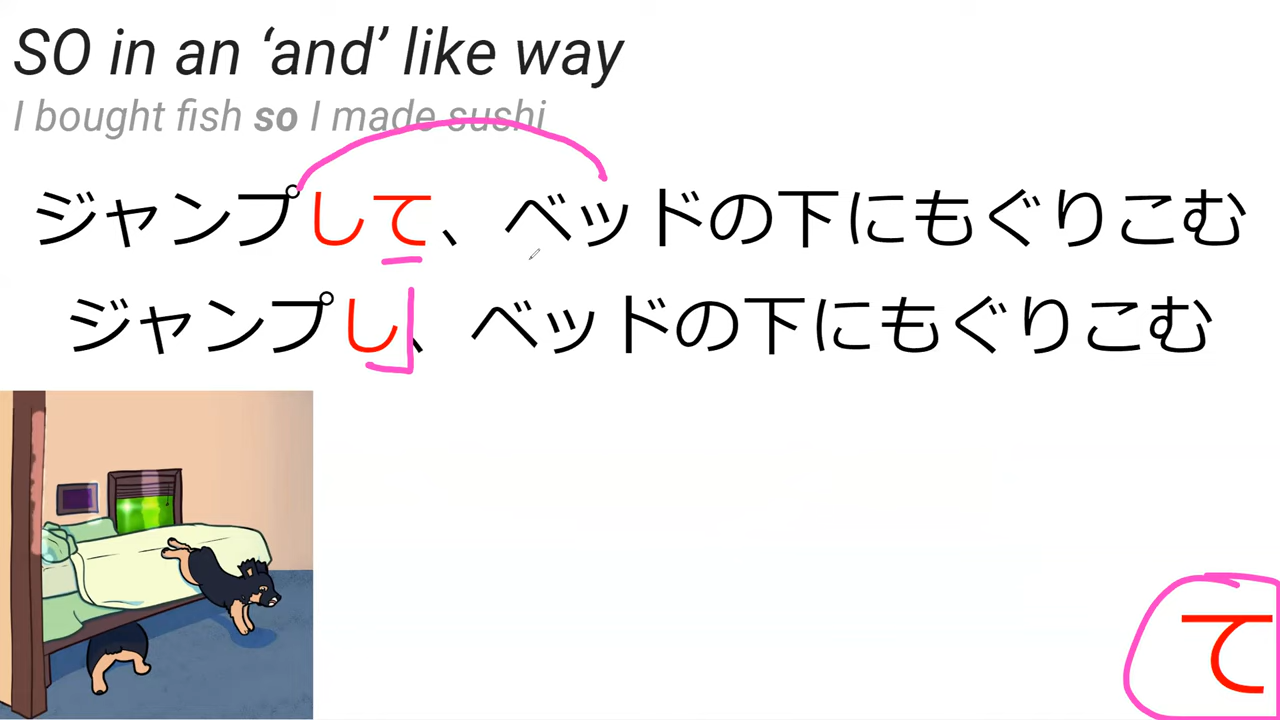 SO in an ‘and’ like way
I bought fish so I made sushi
ジャンプして、ベッドの下にもぐりこむ
ジャンプし、ベッドの下にもぐりこむ
て